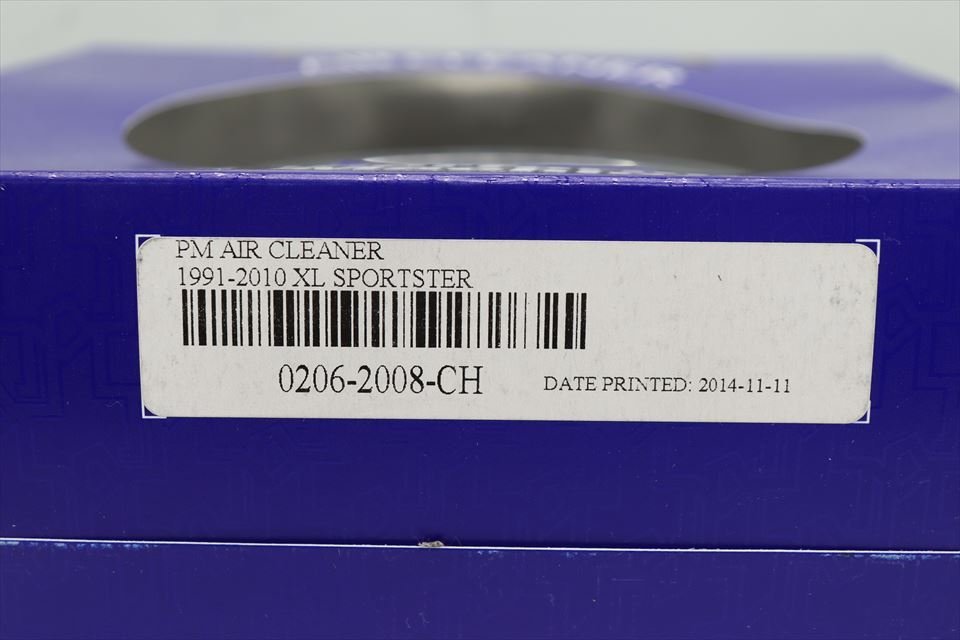 PM AIR CLEANER
1991-2010 XL SPORTSTER
0206-2008-CH
DATE PRINTED: 2014-11-11